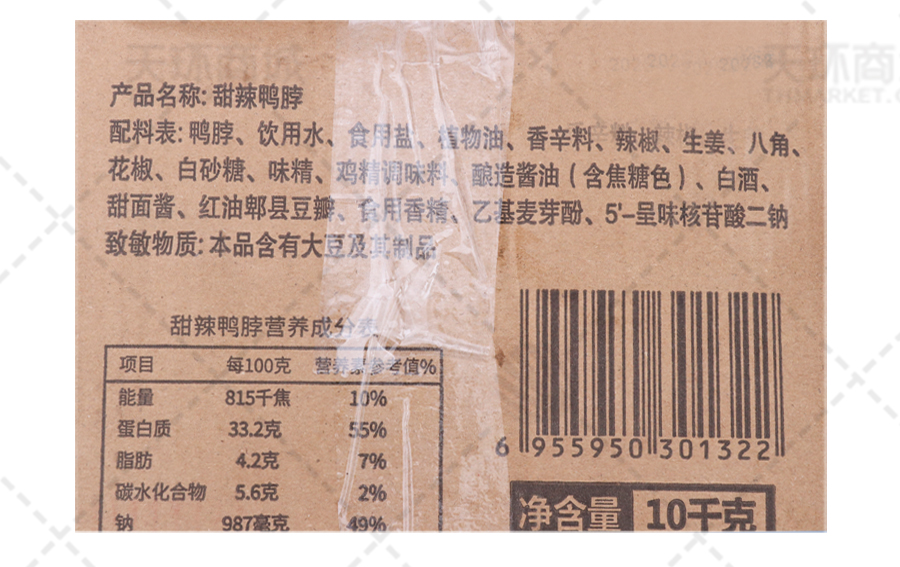 天环商城
产品名称: 甜辣鸭脖
配料表: 鸭脖、饮用水、食用盐、植物油、香辛料、辣椒、生姜、八角、
花椒、白砂糖、味精、鸡精调味料、酿造酱油（含焦糖色）、白酒、
甜面酱、红油郫县豆瓣、食用香精、乙基麦芽酚、5'-呈味核苷酸二钠
致敏物质: 本品含有大豆及其制品
甜辣鸭脖营养成分表
项目 每100克 营养素参考值%
能量 815千焦 10%
蛋白质 33.2克 55%
脂肪 4.2克 7%
碳水化合物 5.6克 2%
钠 987毫克 49%
6 955950 301322
净含量 10千克